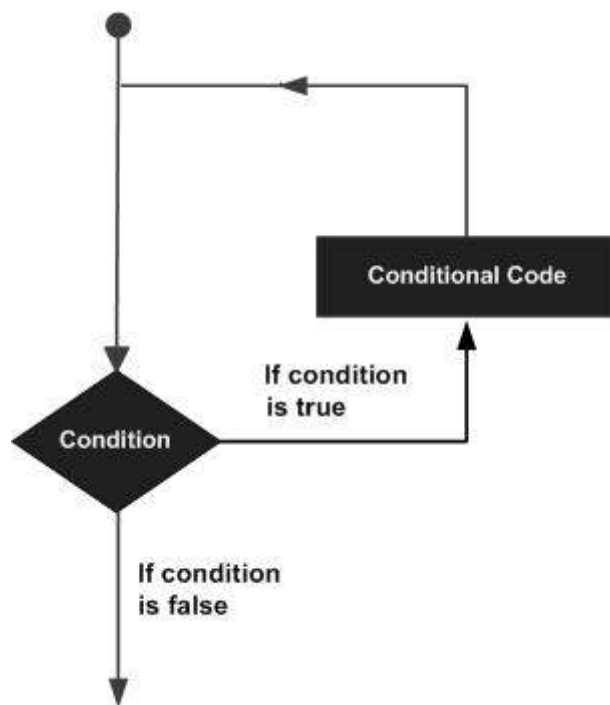 Conditional Code
If condition
is true
Condition
If condition
is false